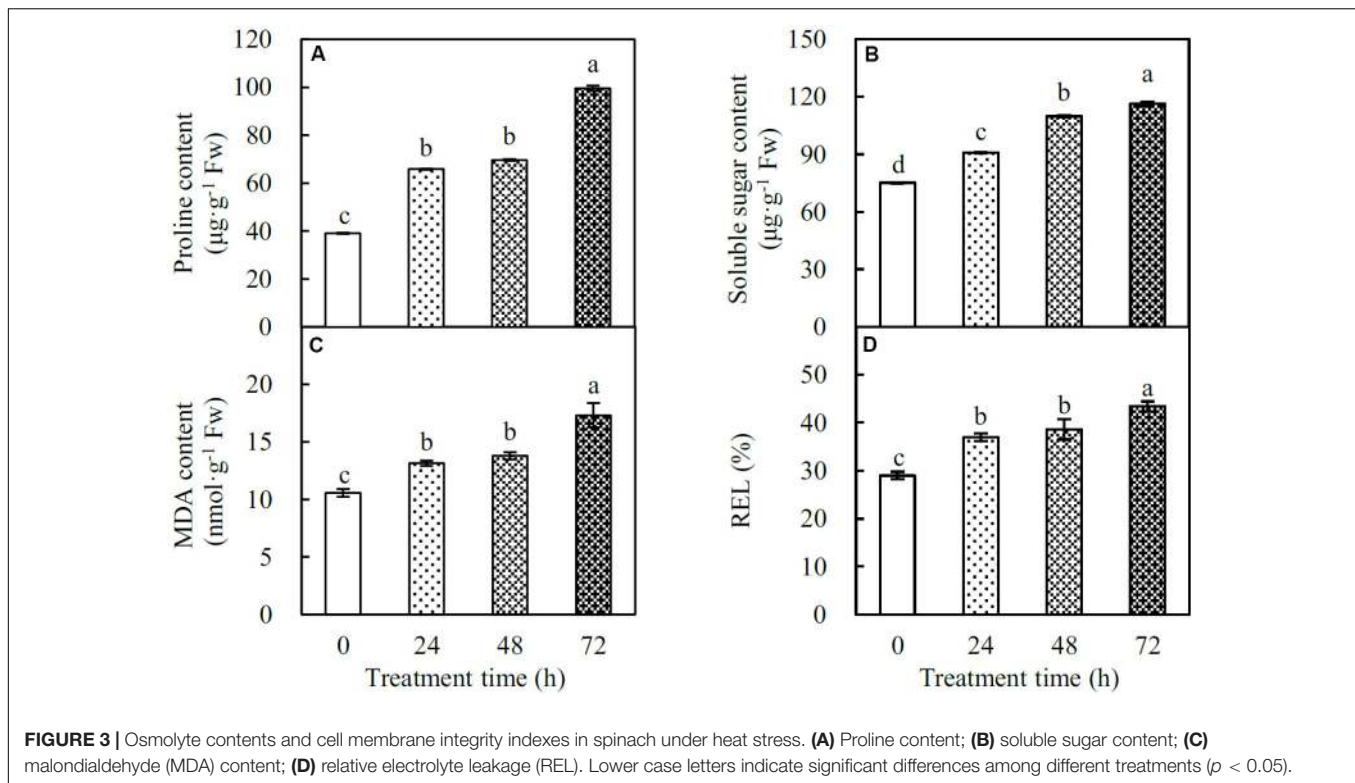 A
Proline content
(µg·g-1 Fw)
120
100
80
60
40
20
0
c
b
b
a
B
Soluble sugar content
(µg·g-1 Fw)
150
120
90
60
30
0
d
c
b
a
C
MDA content
(nmol·g-1 Fw)
20
15
10
5
0
c
b
b
a
0 24 48 72
Treatment time (h)
D
REL (%)
50
40
30
20
10
0
c
b
b
a
0 24 48 72
Treatment time (h)
FIGURE 3 | Osmolyte contents and cell membrane integrity indexes in spinach under heat stress. (A) Proline content; (B) soluble sugar content; (C)
malondialdehyde (MDA) content; (D) relative electrolyte leakage (REL). Lower case letters indicate significant differences among different treatments (p < 0.05).